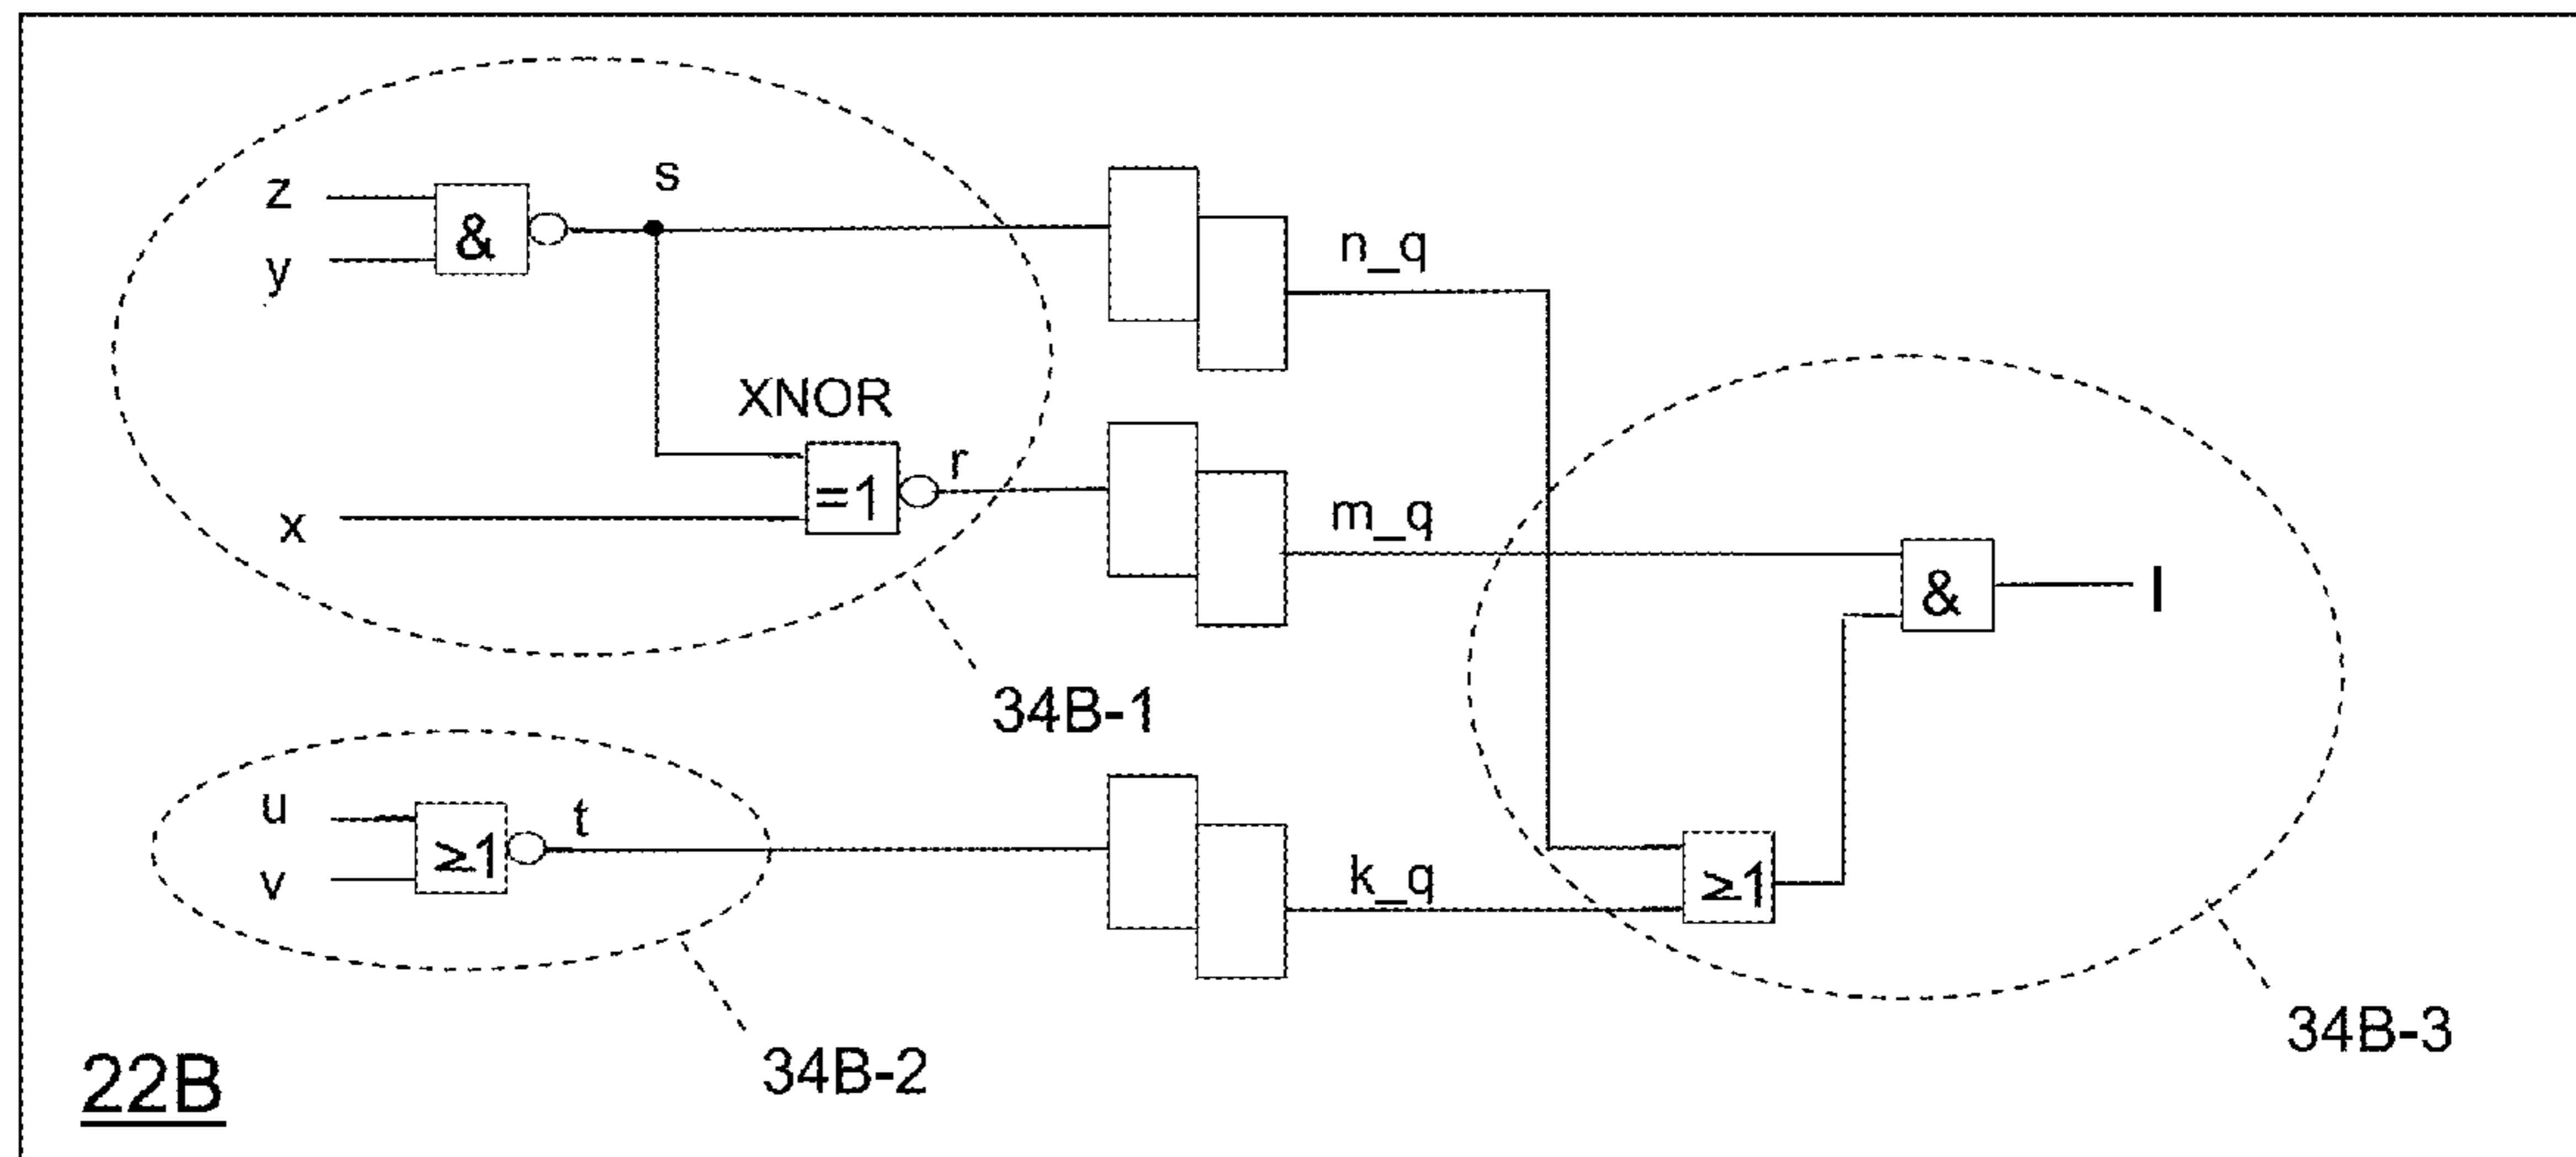 z
y
&
s
n_q
XNOR
x
=1
r
m_q
&
l
34B-1
u
v
≥1
t
k_q
≥1
34B-2
34B-3
22B